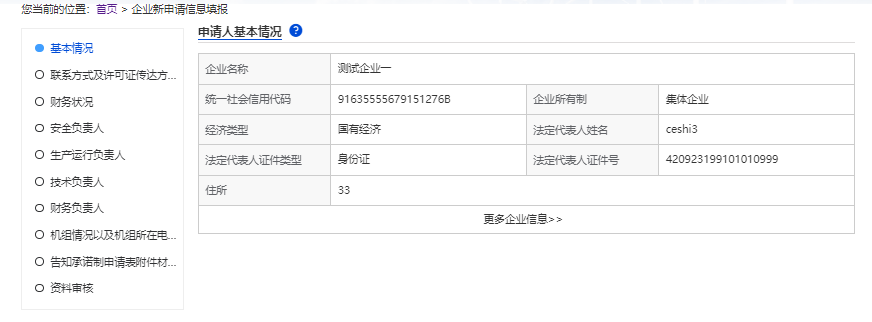 您当前的位置：首页 > 企业新申请信息填报
基本情况
联系方式及许可证传达方...
财务状况
安全负责人
生产运行负责人
技术负责人
财务负责人
机组情况以及机组所在电...
告知承诺制申请表附件材...
资料审核
申请人基本情况 ?
企业名称 测试企业一
统一社会信用代码 91635555679151276B 企业所有制 集体企业
经济类型 国有经济 法定代表人姓名 ceshi3
法定代表人证件类型 身份证 法定代表人证件号 420923199101010999
住所 33
更多企业信息>>